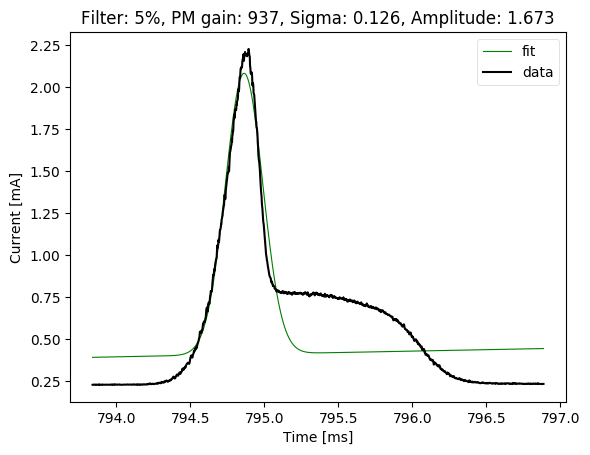 Filter: 5%, PM gain: 937, Sigma: 0.126, Amplitude: 1.673
fit
data
2.25
2.00
1.75
1.50
1.25
1.00
0.75
0.50
0.25
Current [mA]
794.0 794.5 795.0 795.5 796.0 796.5 797.0
Time [ms]